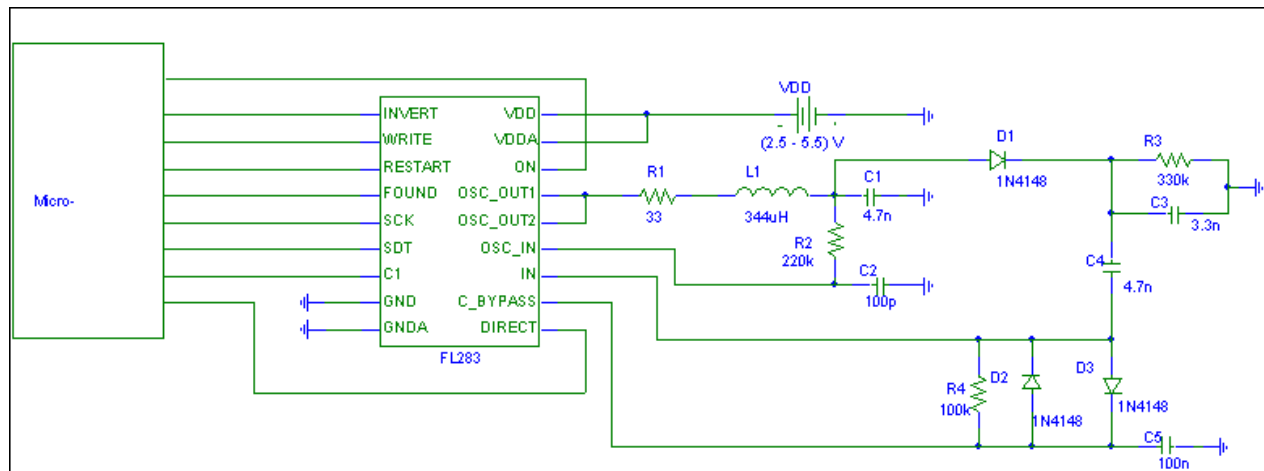 Micro-
INVERT
WRITE
RESTART
FOUND
SCK
SDT
C1
GND
GNDA
VDD
VDDA
ON
OSC_OUT1
OSC_OUT2
OSC_IN
IN
C_BYPASS
DIRECT
FL283
VDD
(2.5 - 5.5) V
R1
33
L1
344uH
C1
4.7n
R2
220k
C2
100p
D1
1N4148
R3
330k
C3
3.3n
C4
4.7n
R4
100k
D2
1N4148
D3
1N4148
C5
100n